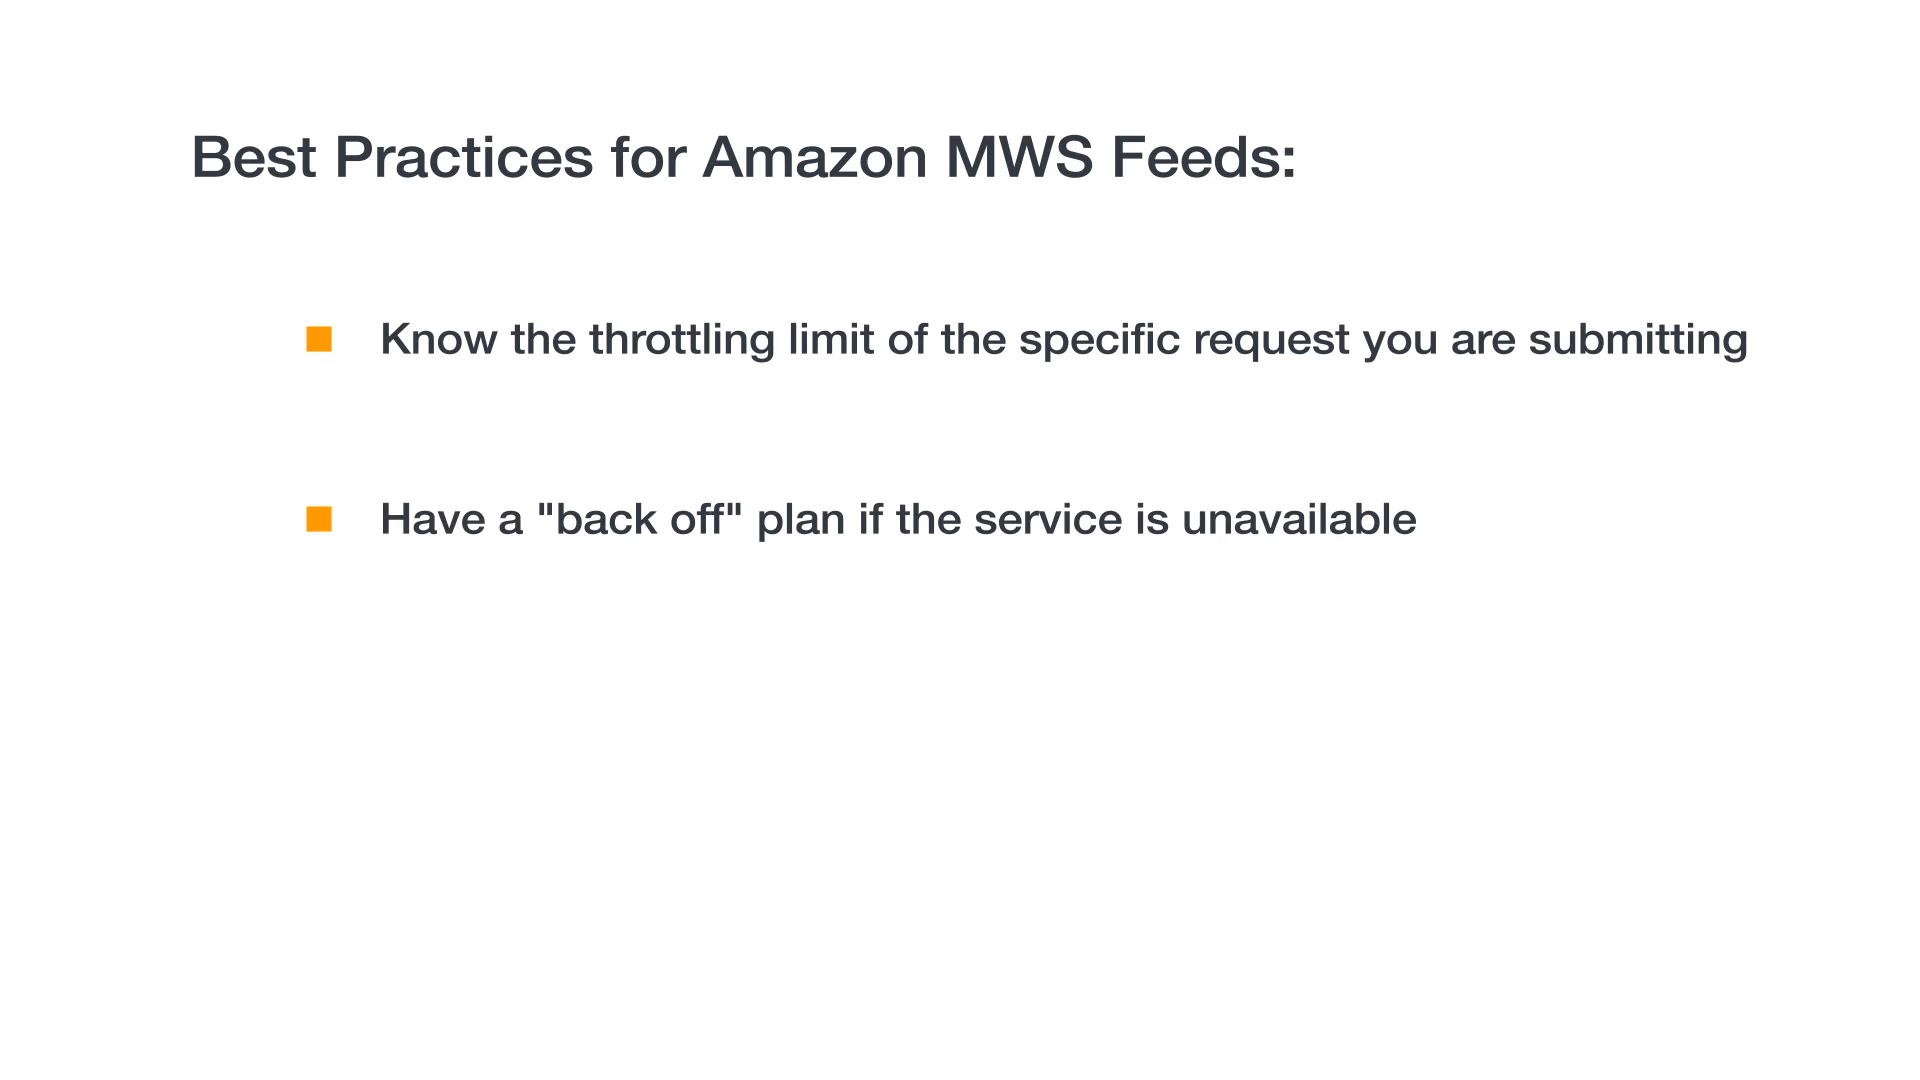 Best Practices for Amazon MWS Feeds:
Know the throttling limit of the specific request you are submitting
Have a "back off" plan if the service is unavailable